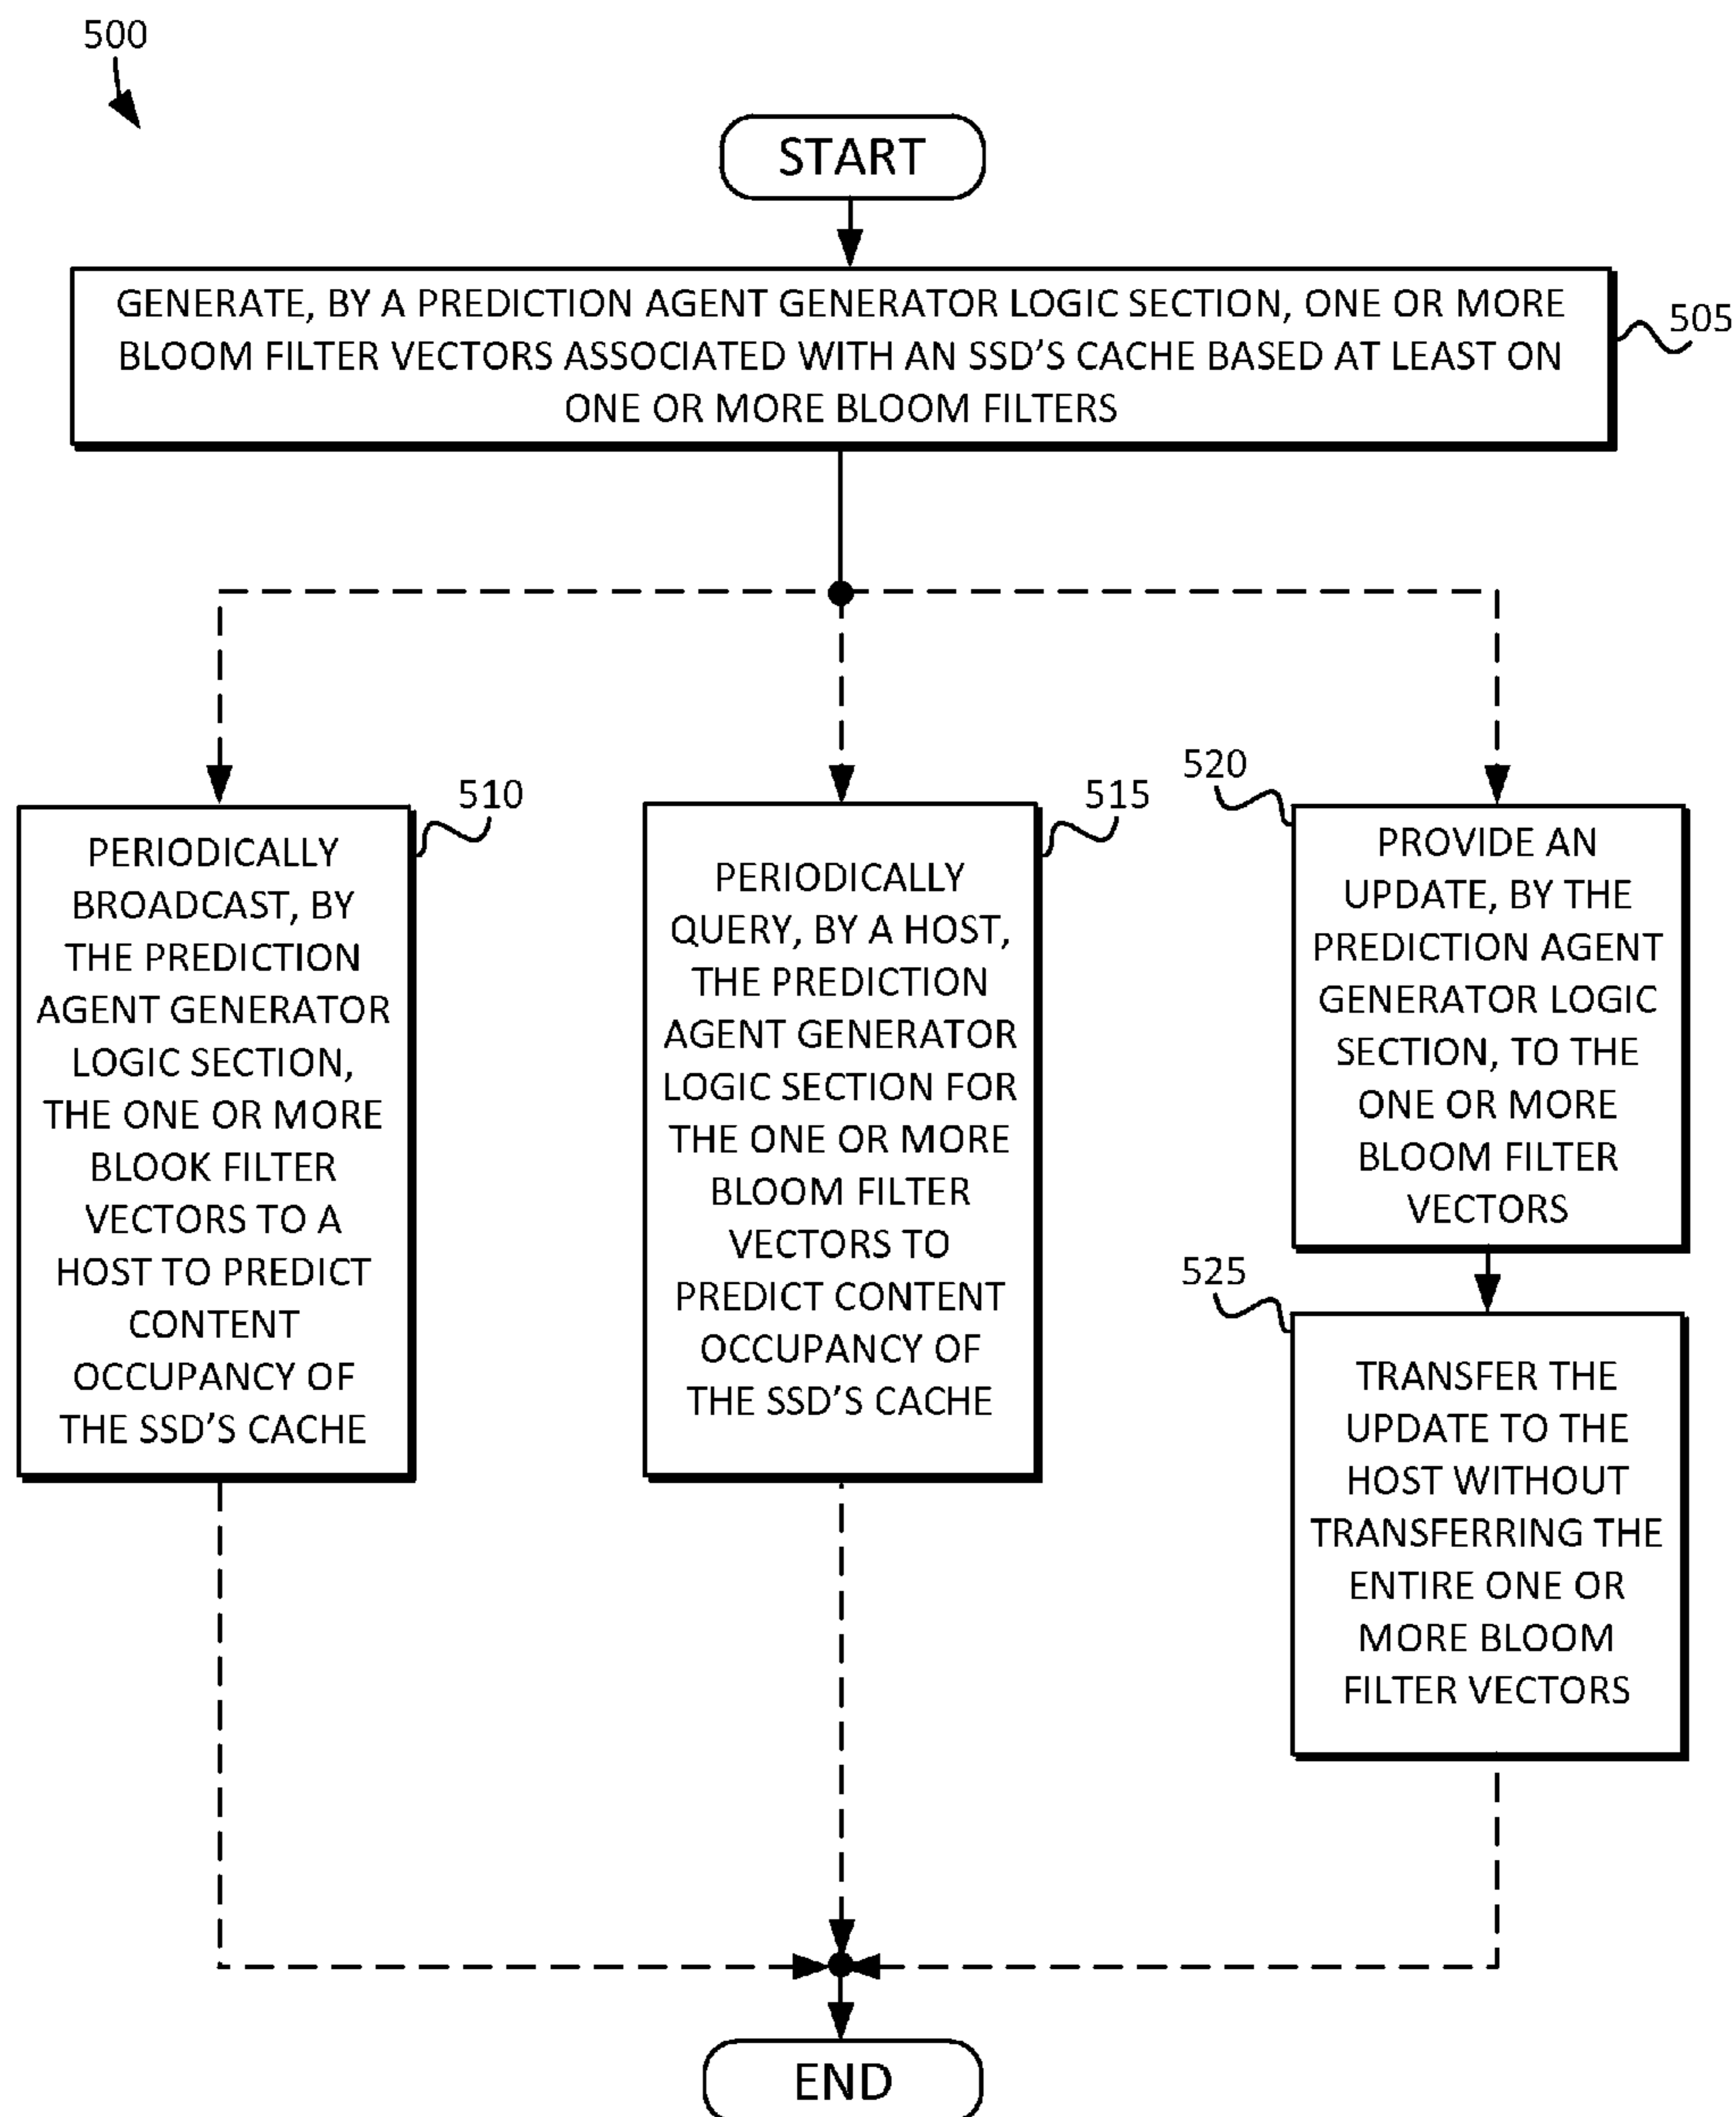 500
START
GENERATE, BY A PREDICTION AGENT GENERATOR LOGIC SECTION, ONE OR MORE
BLOOM FILTER VECTORS ASSOCIATED WITH AN SSD'S CACHE BASED AT LEAST ON
ONE OR MORE BLOOM FILTERS
505
510
PERIODICALLY
BROADCAST, BY
THE PREDICTION
AGENT GENERATOR
LOGIC SECTION,
THE ONE OR MORE
BLOOK FILTER
VECTORS TO A
HOST TO PREDICT
CONTENT
OCCUPANCY OF
THE SSD'S CACHE
515
PERIODICALLY
QUERY, BY A HOST,
THE PREDICTION
AGENT GENERATOR
LOGIC SECTION FOR
THE ONE OR MORE
BLOOM FILTER
VECTORS TO
PREDICT CONTENT
OCCUPANCY OF
THE SSD'S CACHE
520
PROVIDE AN
UPDATE, BY THE
PREDICTION AGENT
GENERATOR LOGIC
SECTION, TO THE
ONE OR MORE
BLOOM FILTER
VECTORS
525
TRANSFER THE
UPDATE TO THE
HOST WITHOUT
TRANSFERRING THE
ENTIRE ONE OR
MORE BLOOM
FILTER VECTORS
END